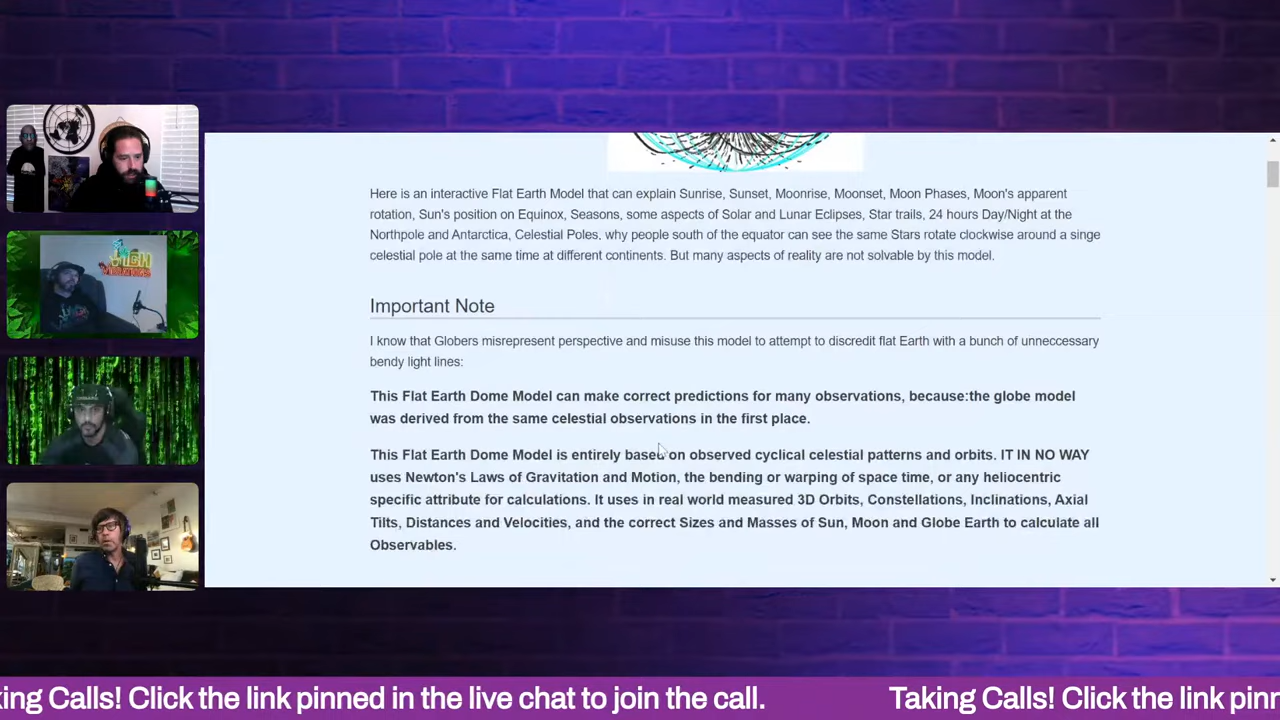 Here is an interactive Flat Earth Model that can explain Sunrise, Sunset, Moonrise, Moonset, Moon Phases, Moon's apparent
rotation, Sun's position on Equinox, Seasons, some aspects of Solar and Lunar Eclipses, Star trails, 24 hours Day/Night at the
Northpole and Antarctica, Celestial Poles, why people south of the equator can see the same Stars rotate clockwise around a singe
celestial pole at the same time at different continents. But many aspects of reality are not solvable by this model.
Important Note
I know that Globers misrepresent perspective and misuse this model to attempt to discredit flat Earth with a bunch of unneccessary
bendy light lines:
This Flat Earth Dome Model can make correct predictions for many observations, because:the globe model
was derived from the same celestial observations in the first place.
This Flat Earth Dome Model is entirely based on observed cyclical celestial patterns and orbits. IT IN NO WAY
uses Newton's Laws of Gravitation and Motion, the bending or warping of space time, or any heliocentric
specific attribute for calculations. It uses in real world measured 3D Orbits, Constellations, Inclinations, Axial
Tilts, Distances and Velocities, and the correct Sizes and Masses of Sun, Moon and Globe Earth to calculate all
Observables.
king Calls! Click the link pinned in the live chat to join the call. Taking Calls! Click the link pinn